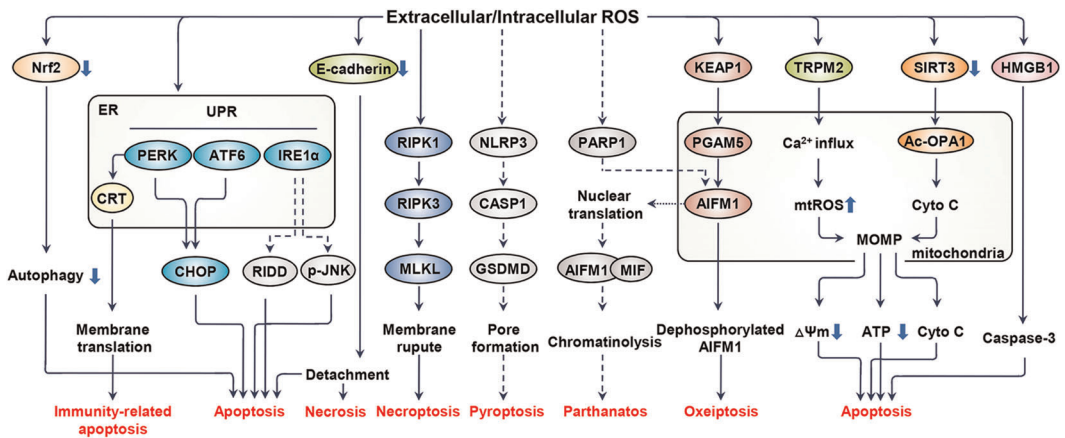 Extracellular/Intracellular ROS
Nrf2
E-cadherin
KEAP1
TRPM2
SIRT3
HMGB1
ER
UPR
PERK
ATF6
IRE1α
RIPK1
NLRP3
PARP1
PGAM5
Ca2+ influx
Ac-OPA1
CRT
RIPK3
CASP1
Nuclear
translation
AIFM1
mtROS
Cyto C
MOMP
mitochondria
Autophagy
CHOP
RIDD
p-JNK
MLKL
GSDMD
AIFM1
MIF
Membrane
translation
Membrane
rupute
Pore
formation
Chromatinolysis
Dephosphorylated
AIFM1
△Ψm
ATP
Cyto C
Caspase-3
Detachment
Immunity-related
apoptosis
Apoptosis
Necrosis
Necroptosis
Pyroptosis
Parthanatos
Oxeiptosis
Apoptosis